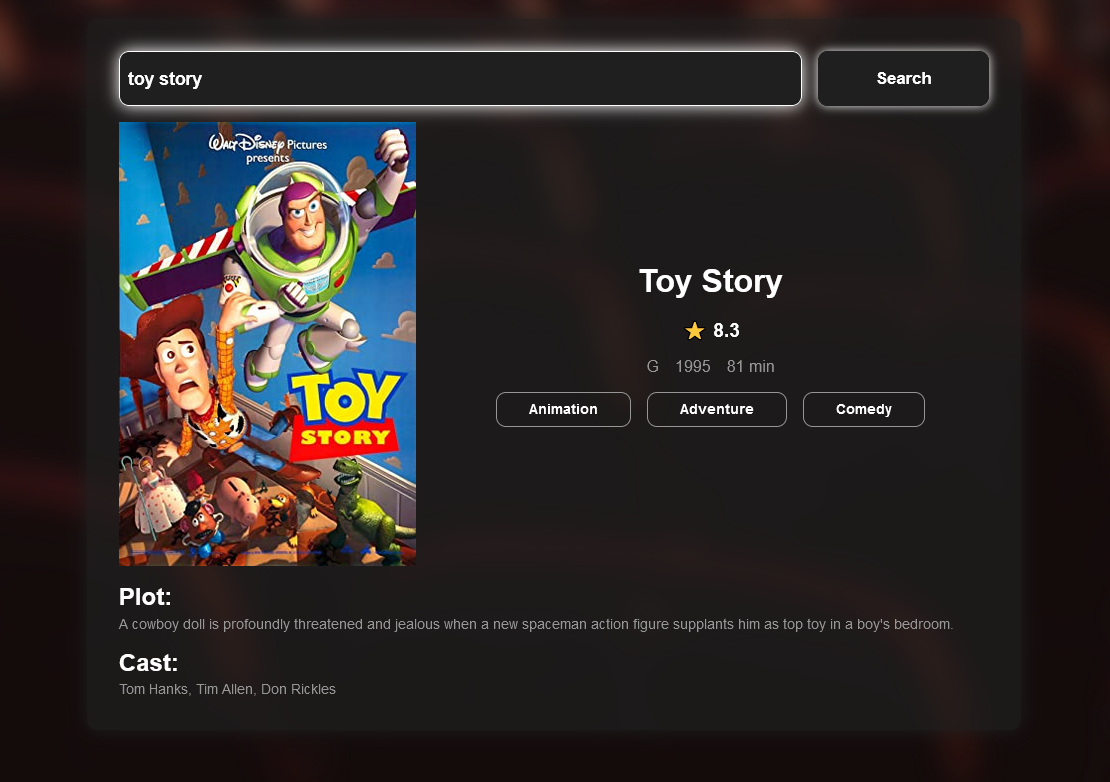 toy story
Search
WALT DISNEY Pictures
presents
TOY
STORY
Toy Story
8.3
G 1995 81 min
Animation Adventure Comedy
Plot:
A cowboy doll is profoundly threatened and jealous when a new spaceman action figure supplants him as top toy in a boy's bedroom.
Cast:
Tom Hanks, Tim Allen, Don Rickles